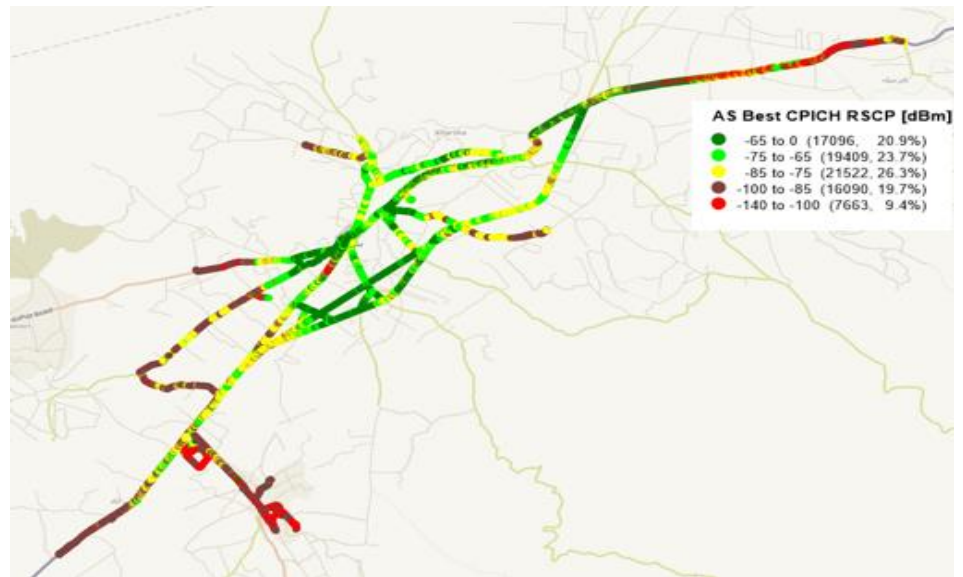 AS Best CPICH RSCP [dBm]
-65 to 0 (17096, 20.9%)
-75 to -65 (19409, 23.7%)
-85 to -75 (21522, 26.3%)
-100 to -85 (16090, 19.7%)
-140 to -100 (7663, 9.4%)